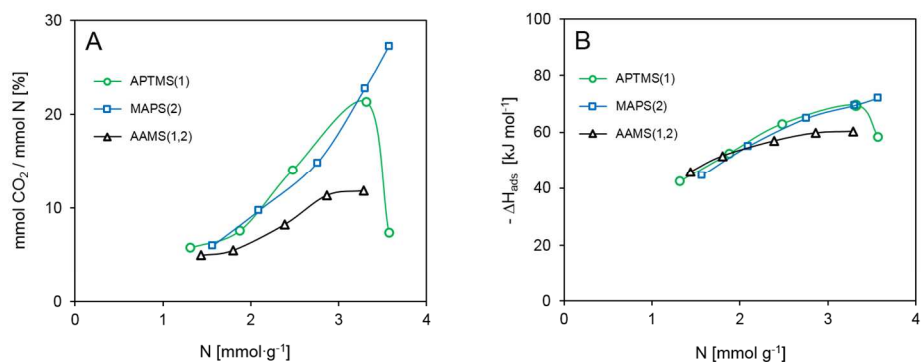 A
APTMS(1)
MAPS(2)
AAMS(1,2)
mmol CO₂ / mmol N [%]
30
20
10
0
0 1 2 3 4
N [mmol·g⁻¹]
B
APTMS(1)
MAPS(2)
AAMS(1,2)
- ΔHads [kJ mol⁻¹]
100
80
60
40
20
0
0 1 2 3 4
N [mmol g⁻¹]